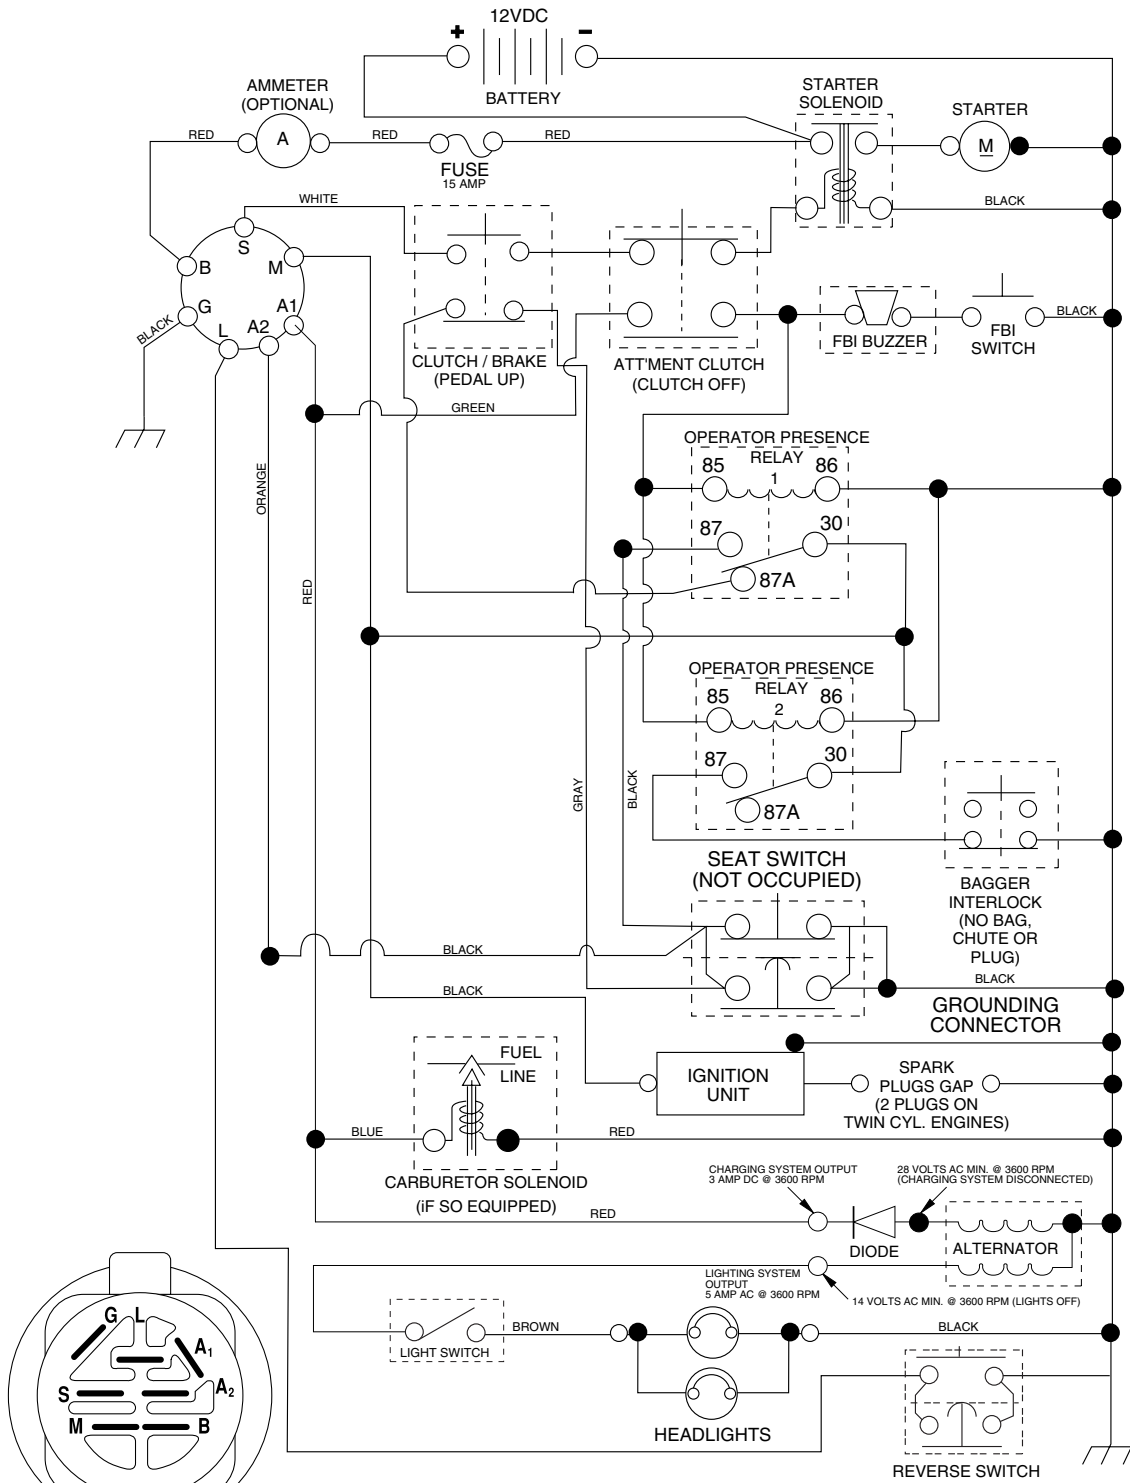 12VDC
+
−
BATTERY
AMMETER
(OPTIONAL)
A
RED
RED
RED
FUSE
15 AMP
STARTER
SOLENOID
STARTER
M
BLACK
WHITE
S
B
M
G
A1
L
A2
BLACK
CLUTCH / BRAKE
(PEDAL UP)
ATT'MENT CLUTCH
(CLUTCH OFF)
FBI BUZZER
FBI
SWITCH
BLACK
GREEN
OPERATOR PRESENCE
RELAY
1
85
86
87
30
87A
ORANGE
RED
OPERATOR PRESENCE
RELAY
2
85
86
87
30
87A
GRAY
BLACK
SEAT SWITCH
(NOT OCCUPIED)
BAGGER
INTERLOCK
(NO BAG,
CHUTE OR
PLUG)
BLACK
BLACK
BLACK
GROUNDING
CONNECTOR
FUEL
LINE
IGNITION
UNIT
SPARK
PLUGS GAP
(2 PLUGS ON
TWIN CYL. ENGINES)
BLUE
RED
CARBURETOR SOLENOID
(iF SO EQUIPPED)
CHARGING SYSTEM OUTPUT
3 AMP DC @ 3600 RPM
28 VOLTS AC MIN. @ 3600 RPM
(CHARGING SYSTEM DISCONNECTED)
RED
DIODE
ALTERNATOR
LIGHTING SYSTEM
OUTPUT
5 AMP AC @ 3600 RPM
14 VOLTS AC MIN. @ 3600 RPM (LIGHTS OFF)
LIGHT SWITCH
BROWN
BLACK
HEADLIGHTS
REVERSE SWITCH
G
L
A1
A2
S
M
B